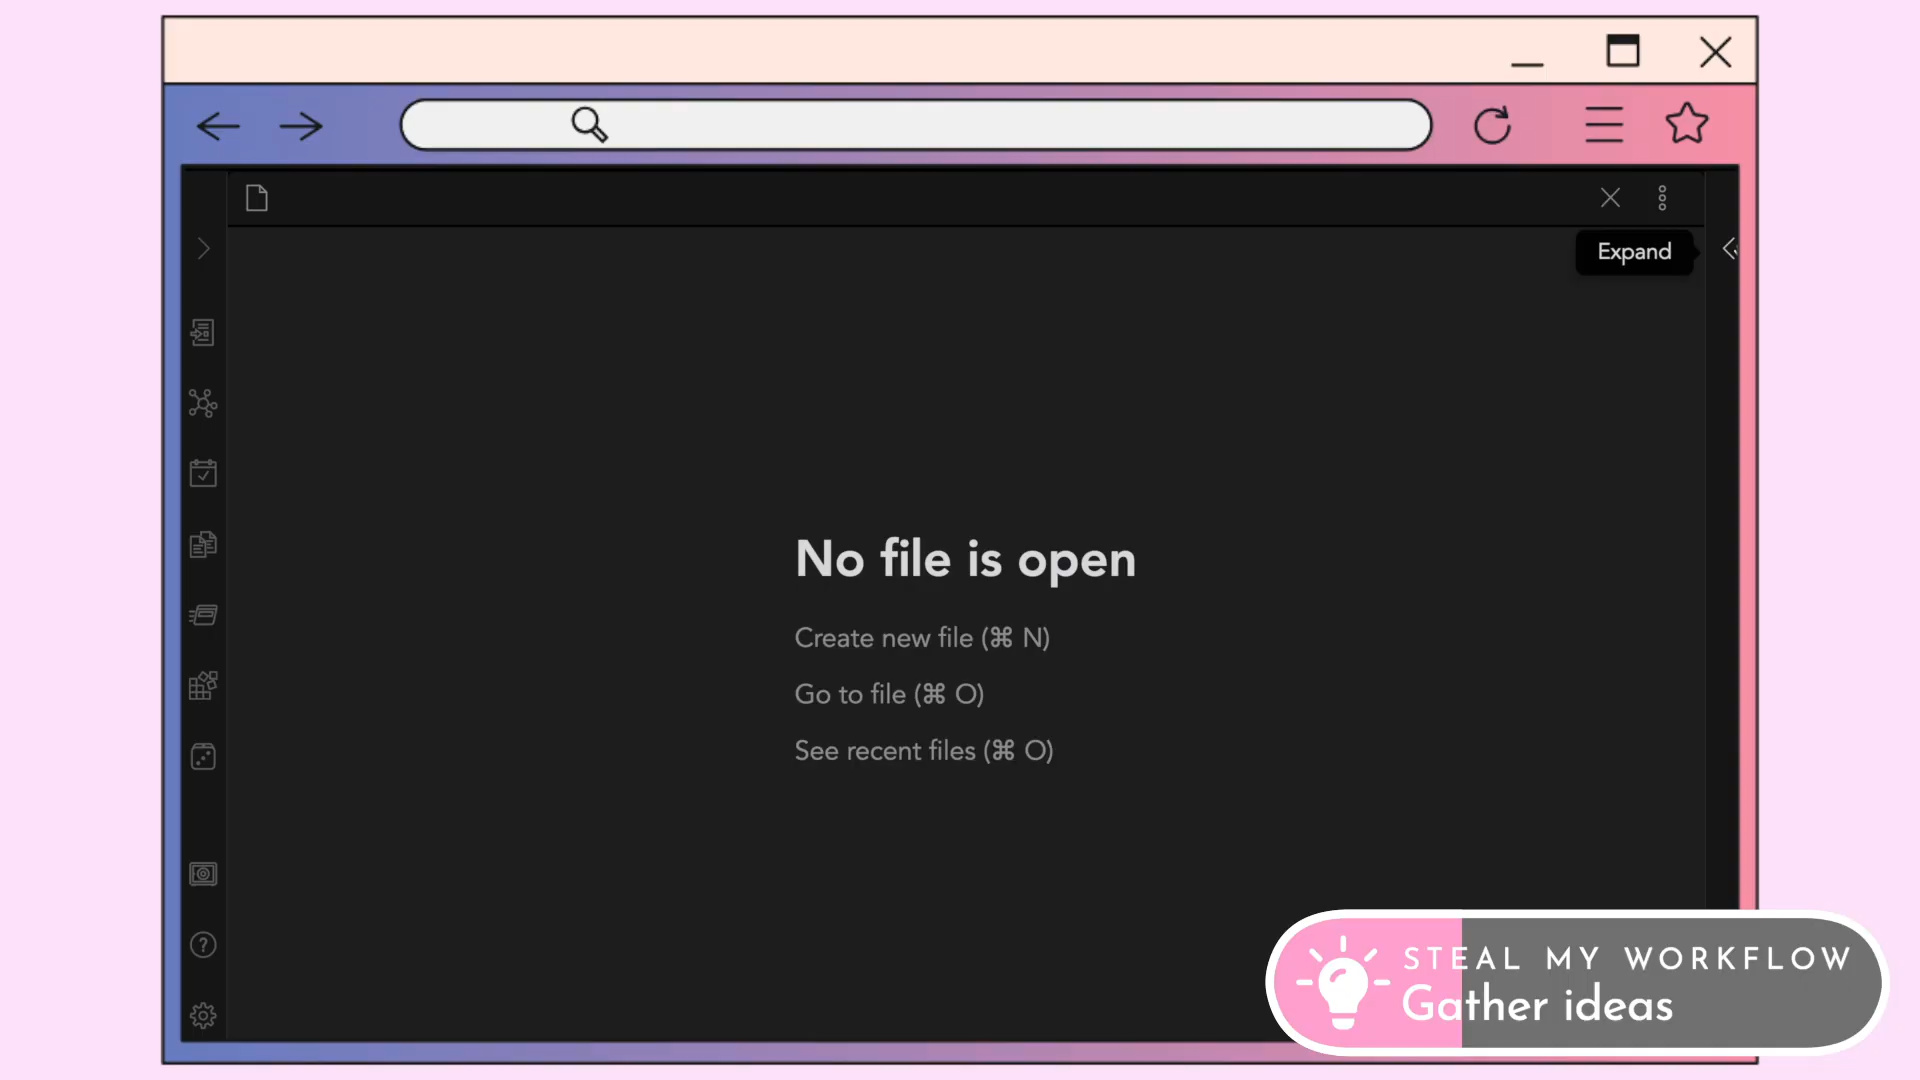 Expand
No file is open
Create new file (⌘ N)
Go to file (⌘ O)
See recent files (⌘ O)
STEAL MY WORKFLOW
Gather ideas